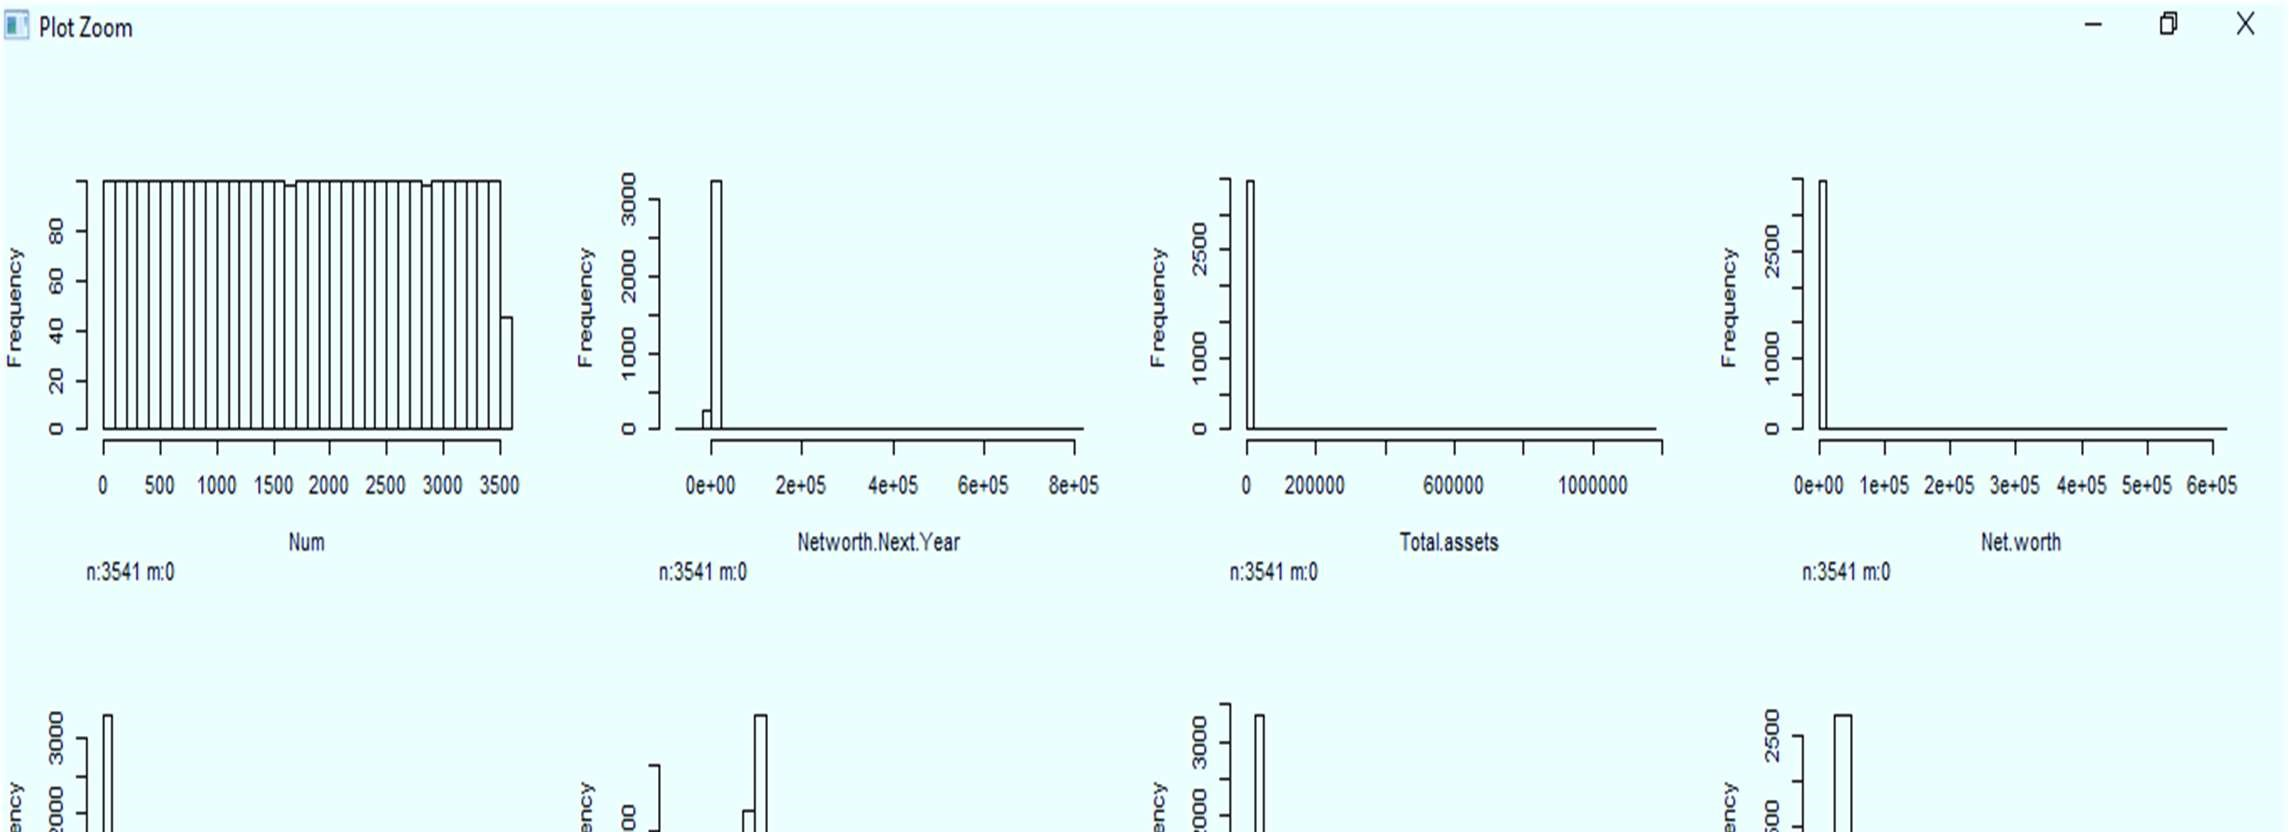 Plot Zoom
Frequency
0 20 40 60 80
0 500 1000 1500 2000 2500 3000 3500
Num
n:3541 m:0
Frequency
0 1000 2000 3000
0e+00 2e+05 4e+05 6e+05 8e+05
Networth.Next.Year
n:3541 m:0
Frequency
0 1000 2500
0 200000 600000 1000000
Total.assets
n:3541 m:0
Frequency
0 1000 2500
0e+00 1e+05 2e+05 3e+05 4e+05 5e+05 6e+05
Net.worth
n:3541 m:0
3000
3000
2500